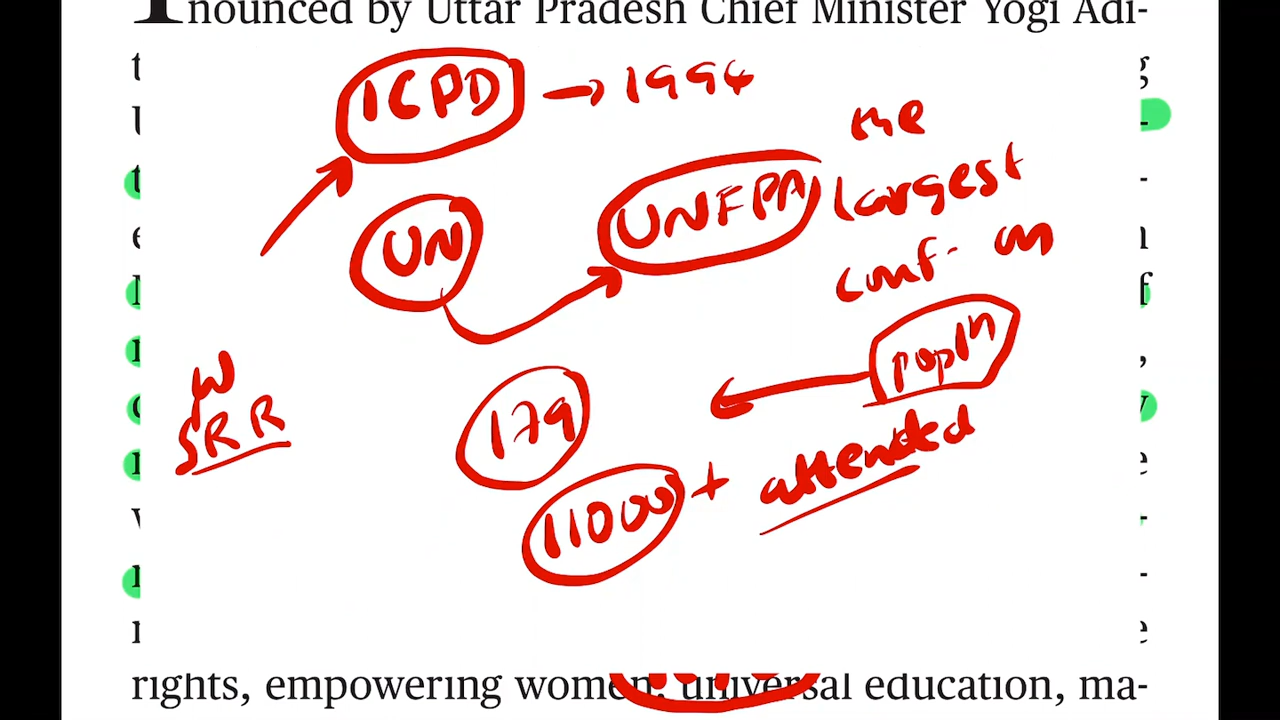 nounced by Uttar Pradesh Chief Minister Yogi Adi-
ICPD → 1994
the
UN
UNFPA
largest
conf. on
popln
W
SRR
179
11000 + attended
rights, empowering women, universal education, ma-